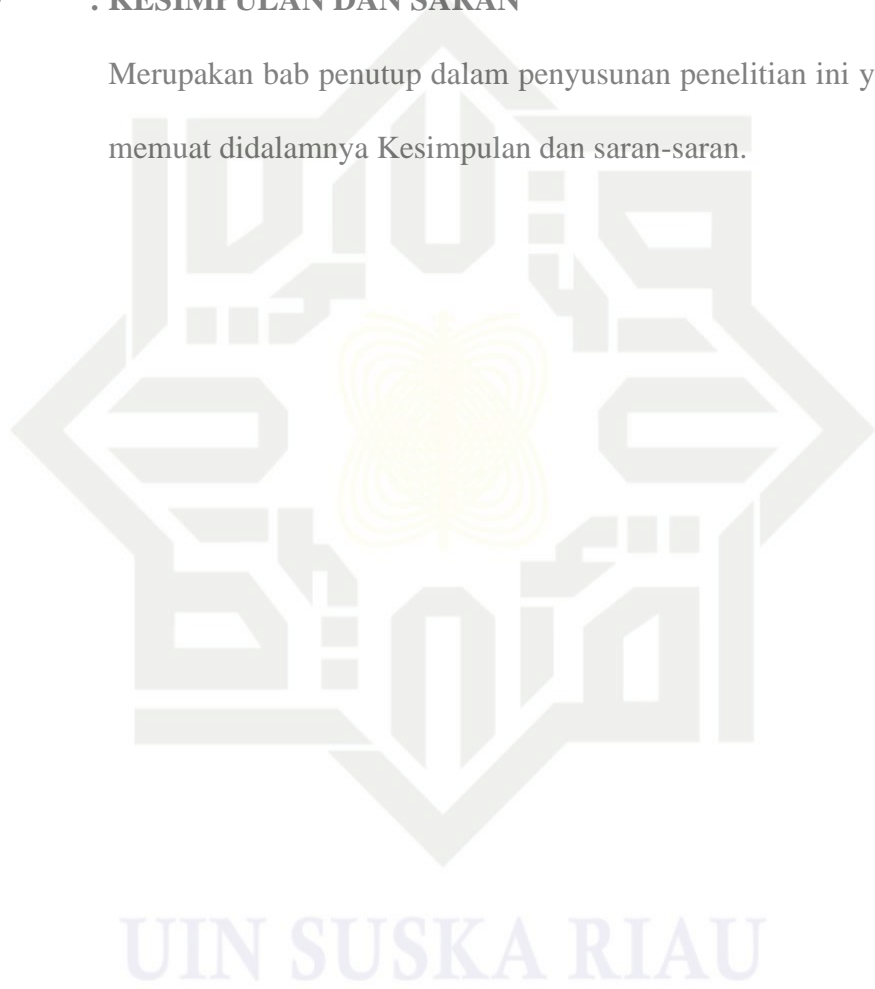 : KESIMPULAN DAN SARAN
Merupakan bab penutup dalam penyusunan penelitian ini y
memuat didalamnya Kesimpulan dan saran-saran.
UIN SUSKA RIAU